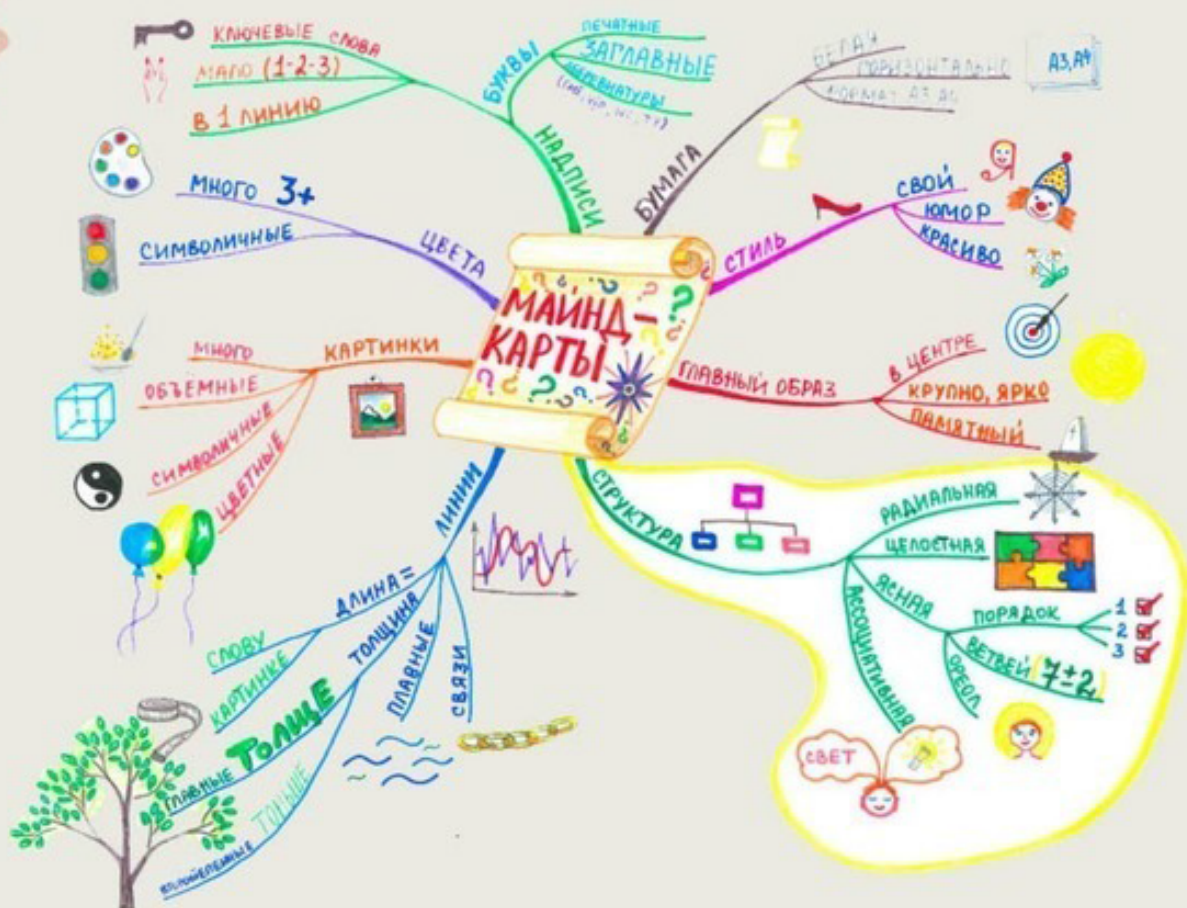 МАЙНД-
КАРТЫ
НАДПИСИ
КЛЮЧЕВЫЕ СЛОВА
МАЛО (1-2-3)
В 1 ЛИНИЮ
БУКВЫ
ПЕЧАТНЫЕ
ЗАГЛАВНЫЕ
БУМАГА
БЕЛАЯ
ГОРИЗОНТАЛЬНО
ФОРМАТ А3, А4
А3, А4
СТИЛЬ
СВОЙ
ЮМОР
КРАСИВО
ГЛАВНЫЙ ОБРАЗ
В ЦЕНТРЕ
КРУПНО, ЯРКО
ПАМЯТНЫЙ
СТРУКТУРА
РАДИАЛЬНАЯ
ЦЕЛОСТНАЯ
ЯСНАЯ
ПОРЯДОК
1
2
3
ВЕТВЕЙ (7±2)
ОРЕОЛ
АССОЦИАТИВНАЯ
СВЕТ
ЛИНИИ
ДЛИНА =
СЛОВУ
КАРТИНКЕ
ТОЛЩИНА
ГЛАВНЫЕ ТОЛЩЕ
ТОНЬШЕ
ПЛАВНЫЕ
СВЯЗИ
КАРТИНКИ
МНОГО
ОБЪЕМНЫЕ
СИМВОЛИЧНЫЕ
ЦВЕТНЫЕ
ЦВЕТА
МНОГО 3+
СИМВОЛИЧНЫЕ